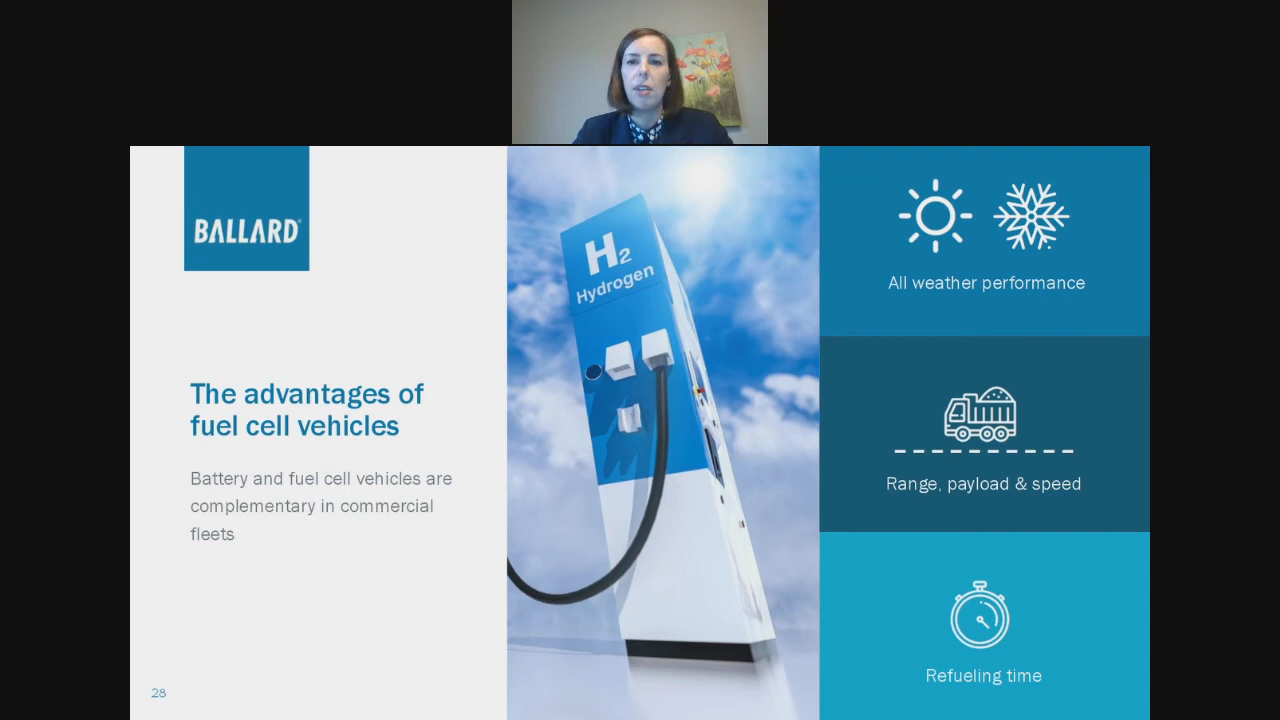 BALLARD
The advantages of
fuel cell vehicles
Battery and fuel cell vehicles are
complementary in commercial
fleets
28
H2
Hydrogen
All weather performance
Range, payload & speed
Refueling time